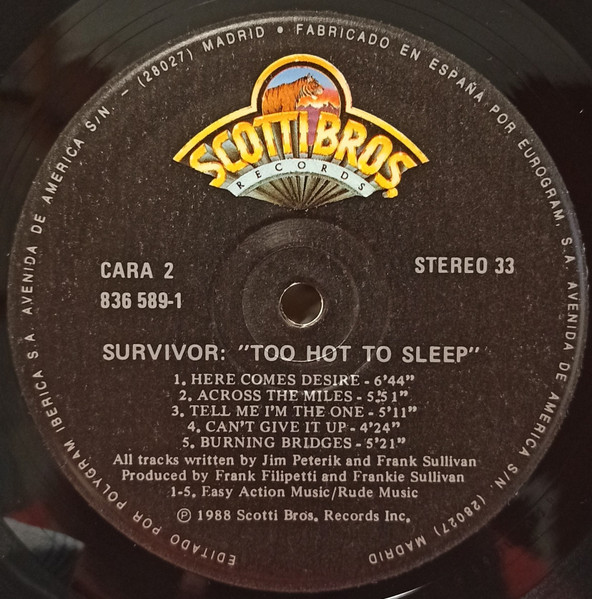 EDITADO POR POLYGRAM IBERICA S.A. AVENIDA DE AMERICA S/N. - (28027) MADRID • FABRICADO EN ESPAÑA POR EUROGRAM, S.A. AVENIDA DE AMERICA S/N. (28027) MADRID
SCOTTI BROS.
RECORDS
CARA 2
STEREO 33
836 589-1
SURVIVOR: "TOO HOT TO SLEEP"
1. HERE COMES DESIRE - 6'44"
2. ACROSS THE MILES - 5'51"
3. TELL ME I'M THE ONE - 5'11"
4. CAN'T GIVE IT UP - 4'24"
5. BURNING BRIDGES - 5'21"
All tracks written by Jim Peterik and Frank Sullivan
Produced by Frank Filipetti and Frankie Sullivan
1-5. Easy Action Music/Rude Music
℗ 1988 Scotti Bros. Records Inc.